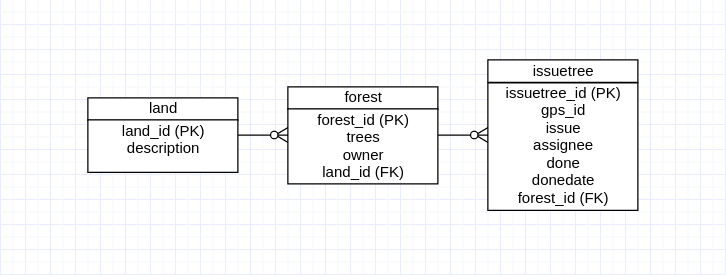 land
land_id (PK)
description
forest
forest_id (PK)
trees
owner
land_id (FK)
issuetree
issuetree_id (PK)
gps_id
issue
assignee
done
donedate
forest_id (FK)